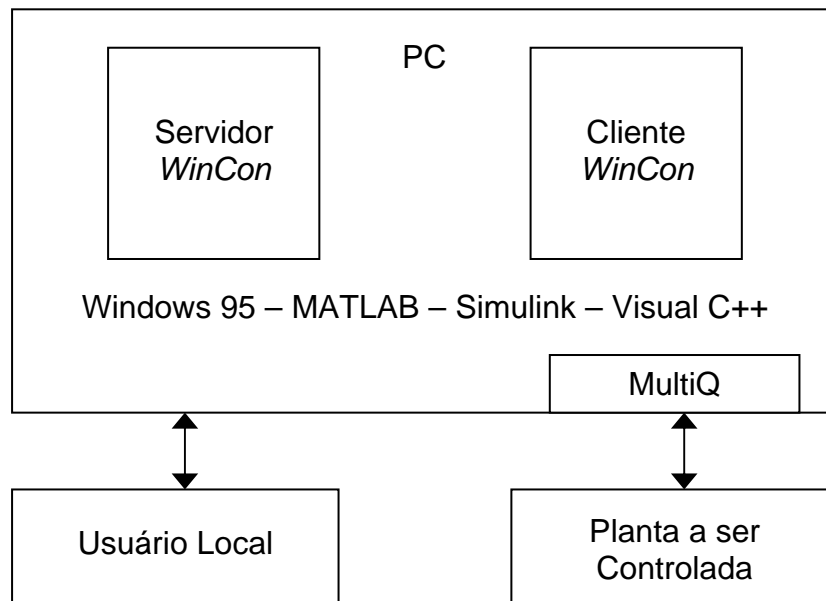 PC
Servidor
WinCon
Cliente
WinCon
Windows 95 – MATLAB – Simulink – Visual C++
MultiQ
Usuário Local
Planta a ser
Controlada